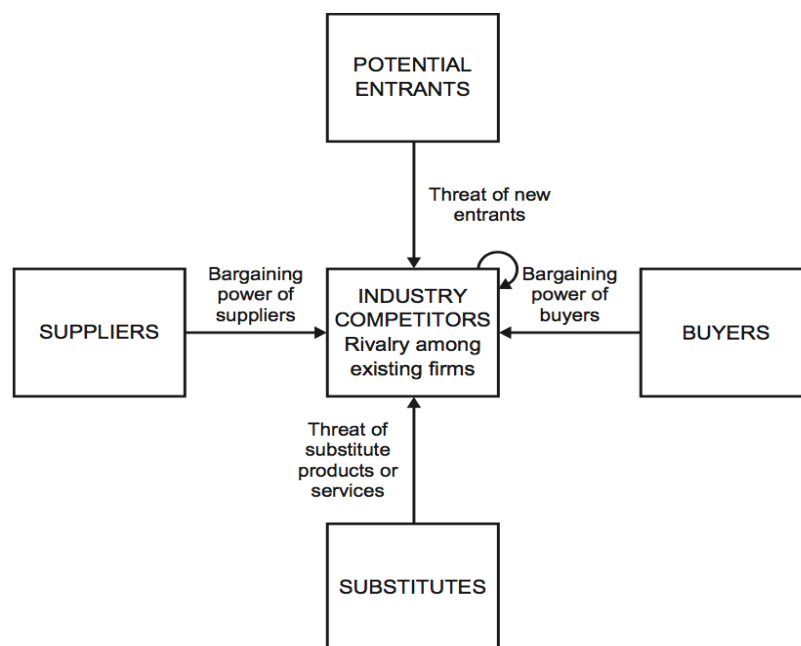 POTENTIAL
ENTRANTS
Threat of new
entrants
SUPPLIERS
Bargaining
power of
suppliers
INDUSTRY
COMPETITORS
Rivalry among
existing firms
Bargaining
power of
buyers
BUYERS
Threat of
substitute
products or
services
SUBSTITUTES